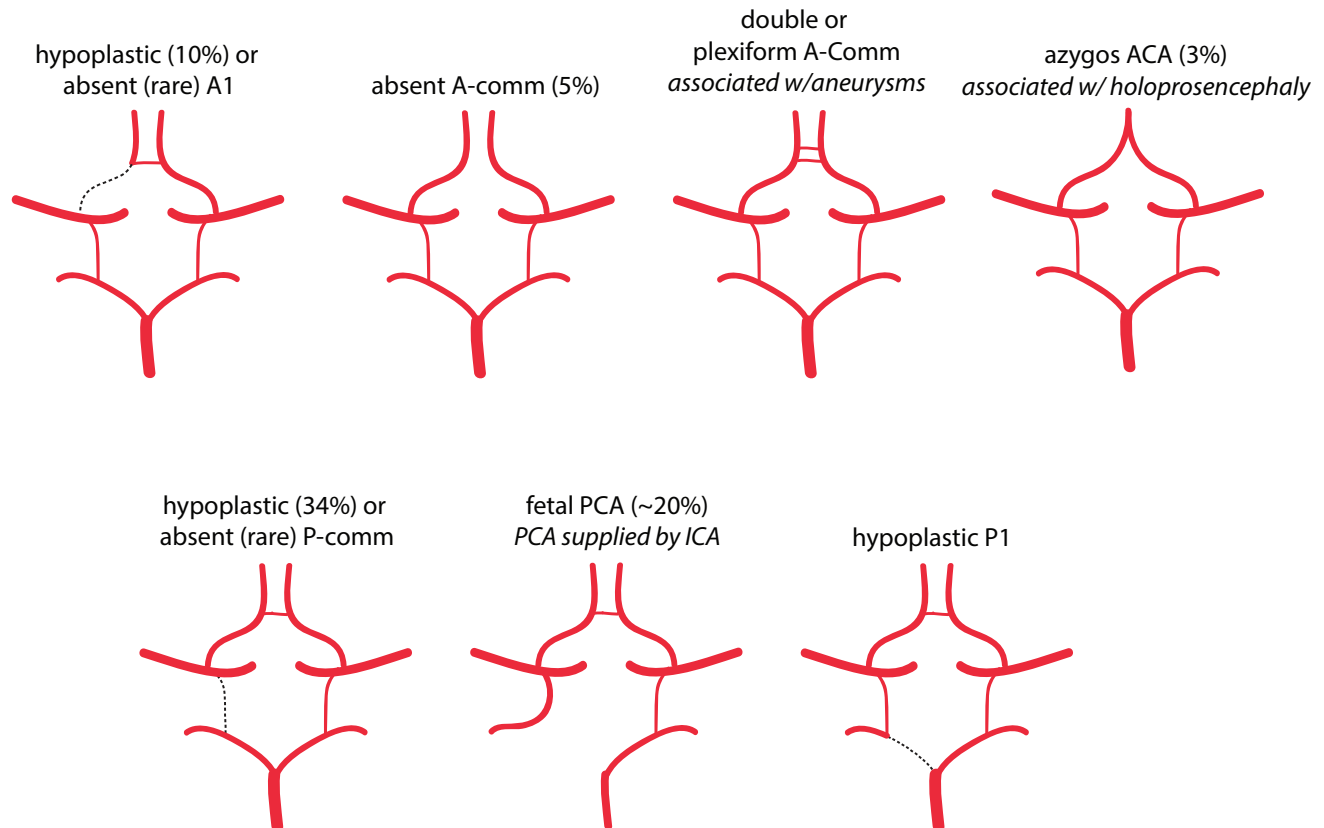 hypoplastic (10%) or
absent (rare) A1
absent A-comm (5%)
double or
plexiform A-Comm
associated w/aneurysms
azygos ACA (3%)
associated w/ holoprosencephaly
hypoplastic (34%) or
absent (rare) P-comm
fetal PCA (~20%)
PCA supplied by ICA
hypoplastic P1